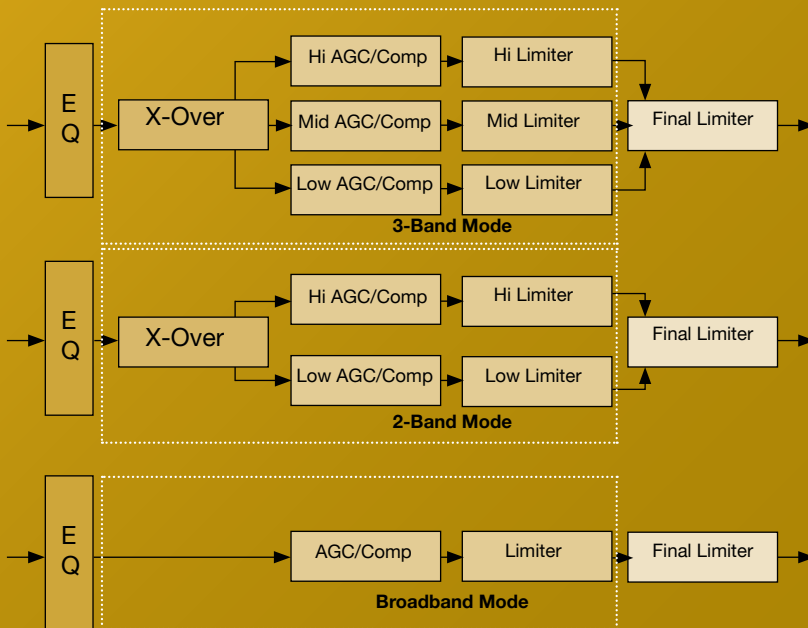 E
Q
X-Over
Hi AGC/Comp
Hi Limiter
Mid AGC/Comp
Mid Limiter
Final Limiter
Low AGC/Comp
Low Limiter
3-Band Mode
E
Q
X-Over
Hi AGC/Comp
Hi Limiter
Final Limiter
Low AGC/Comp
Low Limiter
2-Band Mode
E
Q
AGC/Comp
Limiter
Final Limiter
Broadband Mode